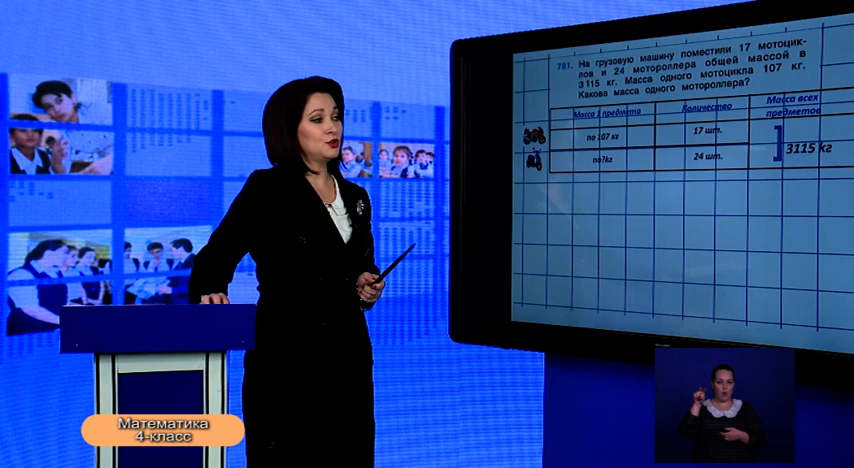 781. На грузовую машину поместили 17 мотоцик-
лов и 24 мотороллера общей массой в
3 115 кг. Масса одного мотоцикла 107 кг.
Какова масса одного мотороллера?
Масса 1 предмета Количество Масса всех предметов
по 107 кг 17 шт.
3115 кг
по?кг 24 шт.
Математика
4-класс